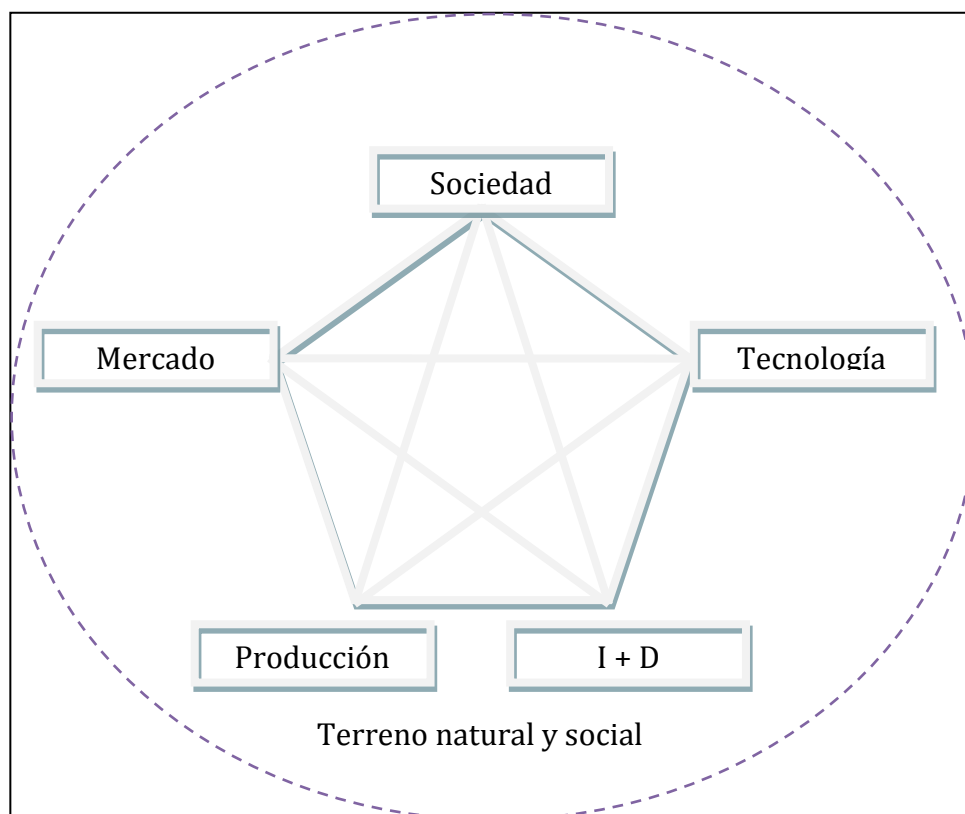 Sociedad
Mercado
Tecnología
Producción
I + D
Terreno natural y social